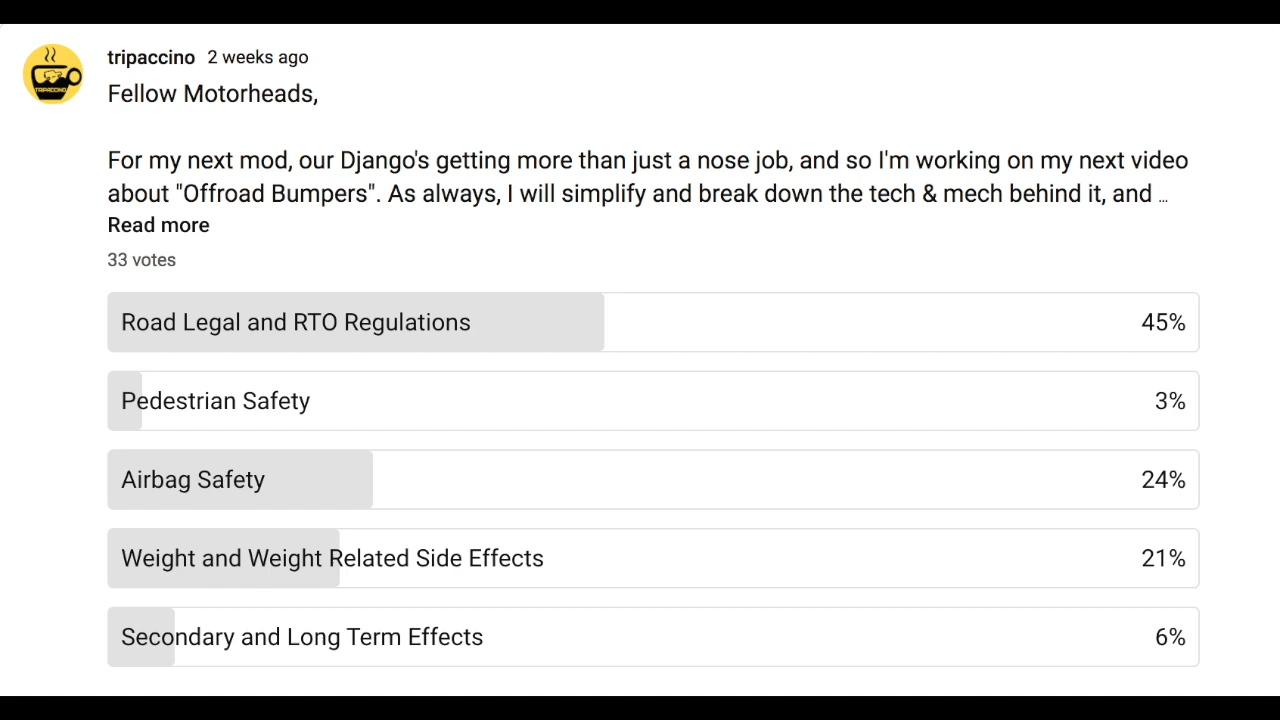 tripaccino 2 weeks ago
Fellow Motorheads,
For my next mod, our Django's getting more than just a nose job, and so I'm working on my next video
about "Offroad Bumpers". As always, I will simplify and break down the tech & mech behind it, and ...
Read more
33 votes
Road Legal and RTO Regulations 45%
Pedestrian Safety 3%
Airbag Safety 24%
Weight and Weight Related Side Effects 21%
Secondary and Long Term Effects 6%
TRIPACCINO